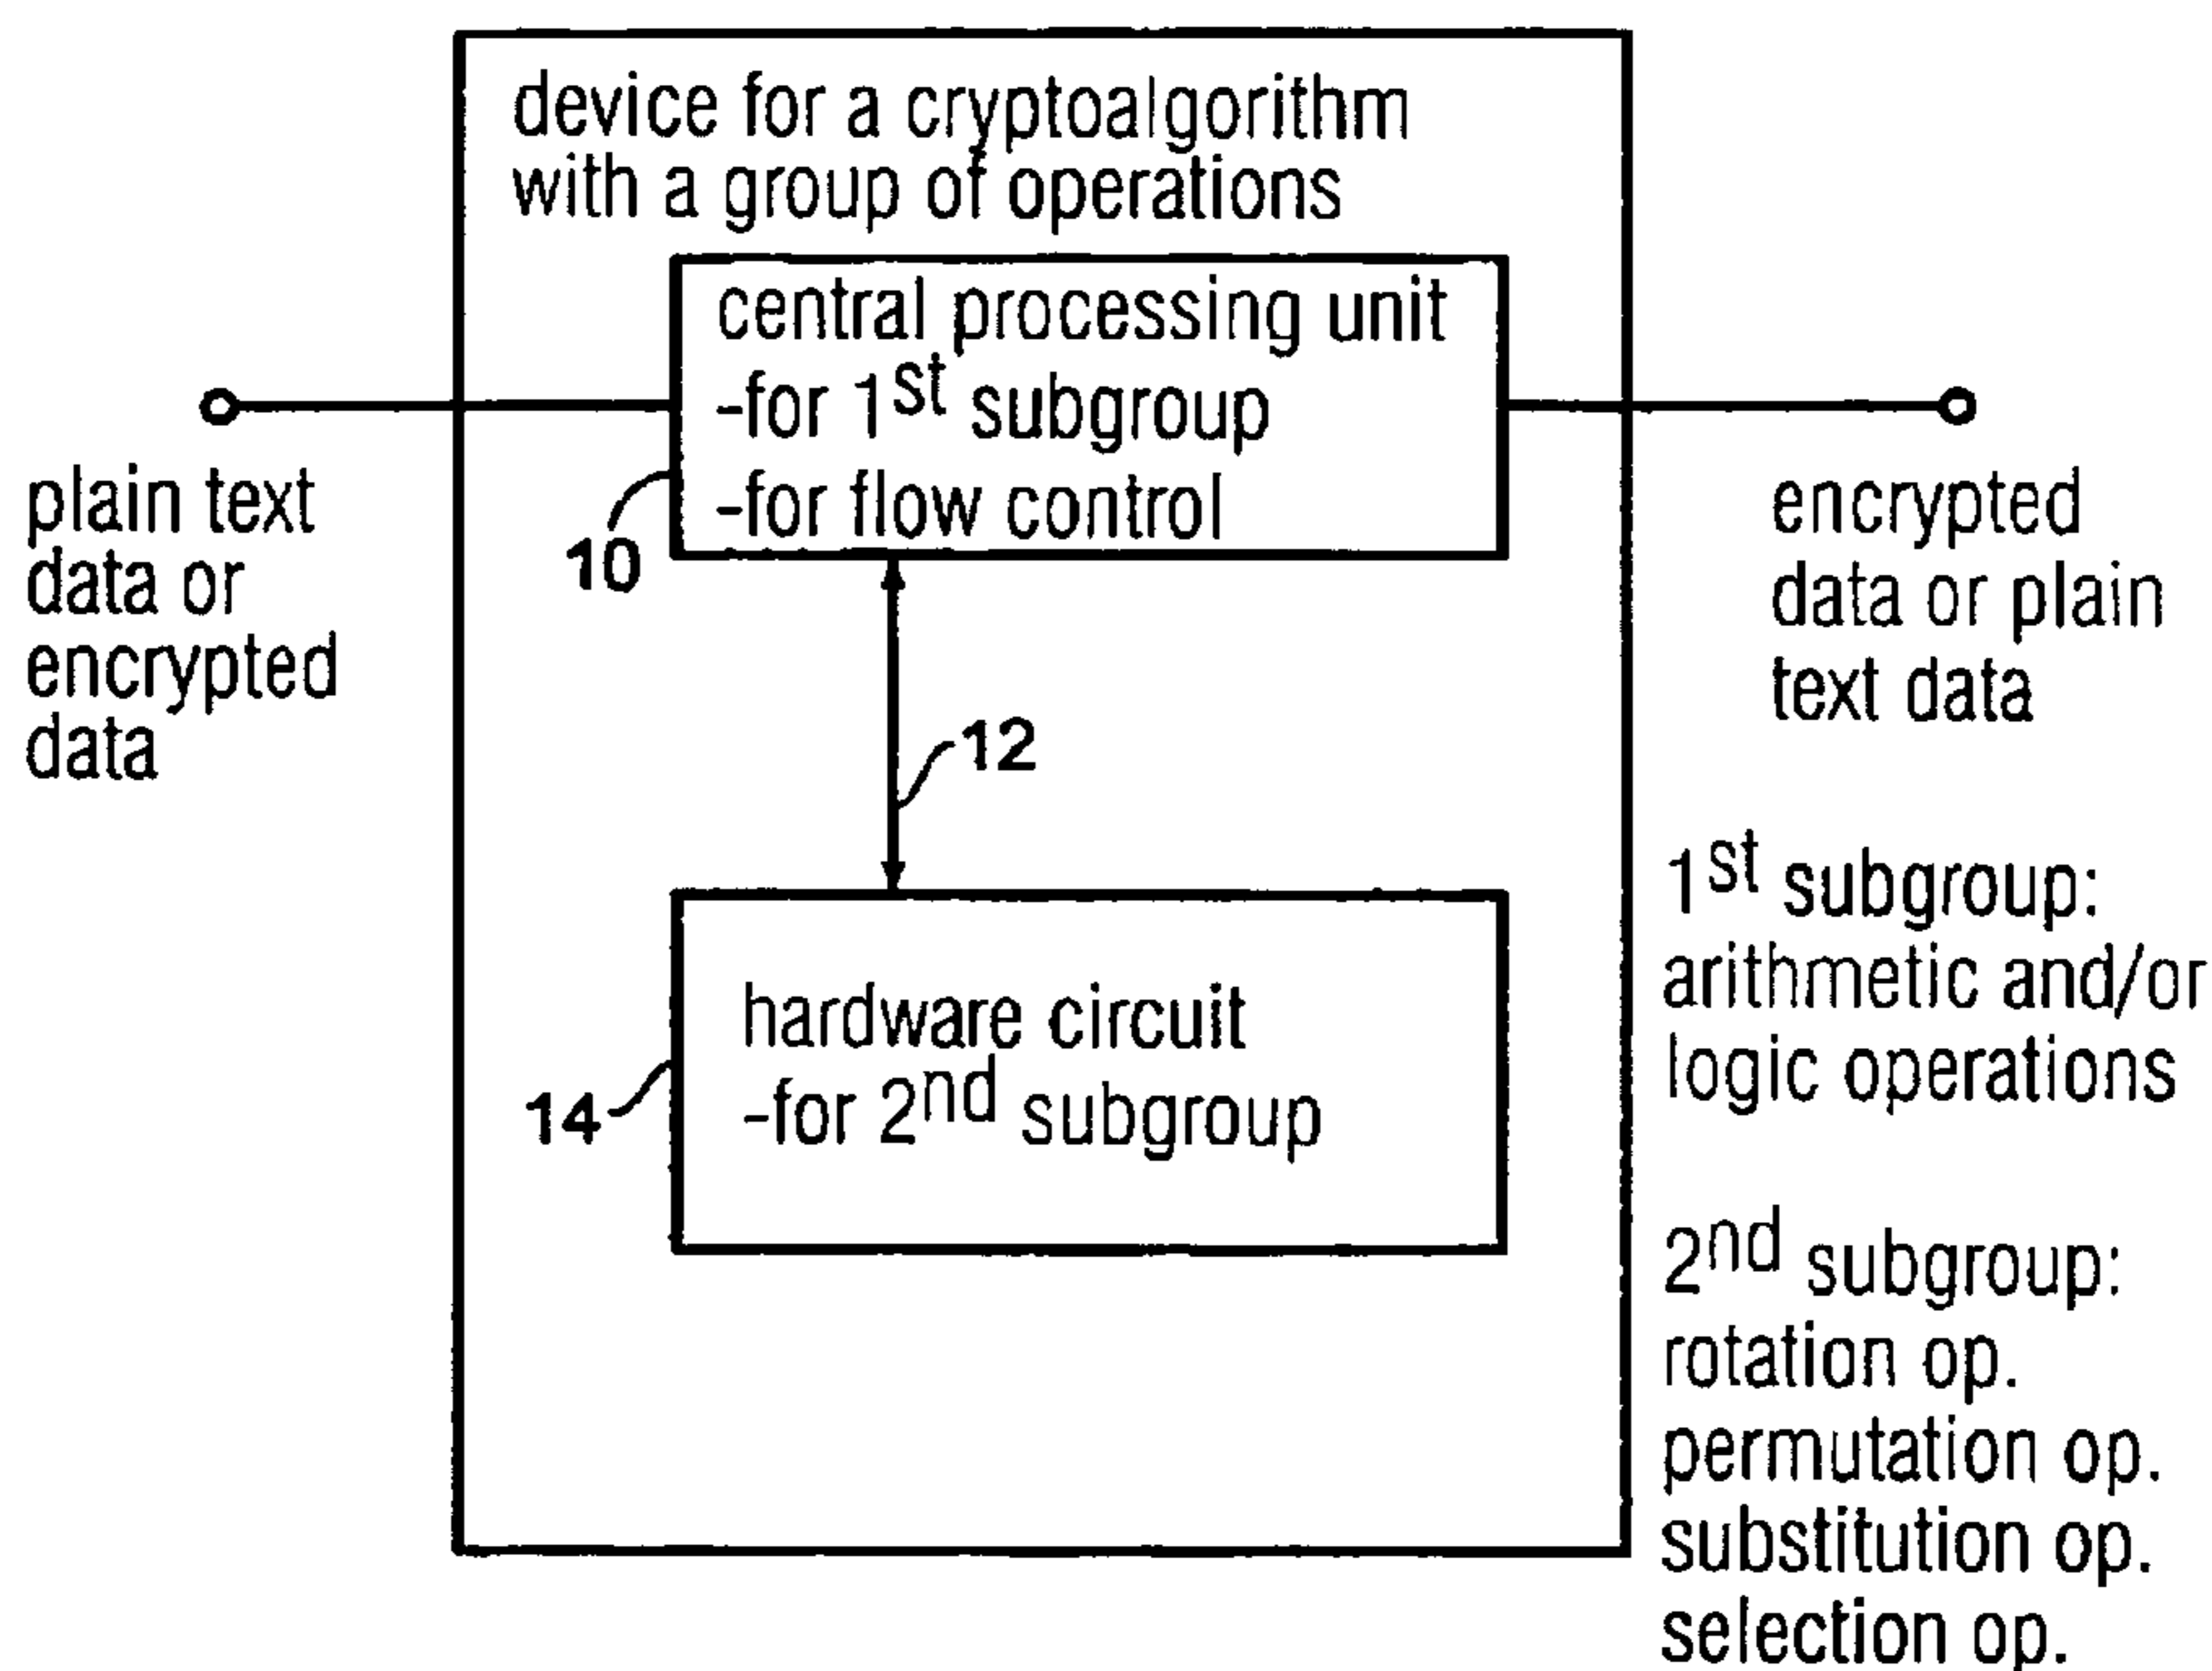 device for a cryptoalgorithm
with a group of operations
central processing unit
-for 1st subgroup
-for flow control
10
plain text
data or
encrypted
data
encrypted
data or plain
text data
12
hardware circuit
-for 2nd subgroup
14
1st subgroup:
arithmetic and/or
logic operations
2nd subgroup:
rotation op.
permutation op.
substitution op.
selection op.